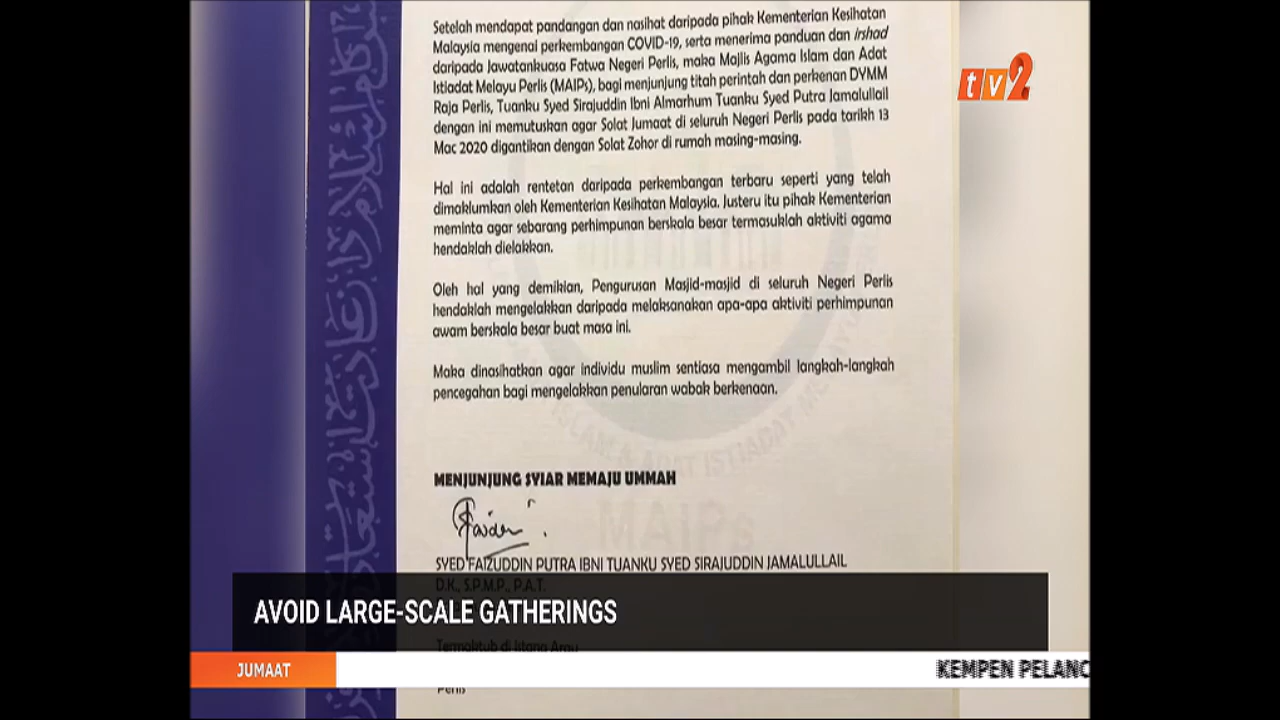 Setelah mendapat pandangan dan nasihat daripada pihak Kementerian Kesihatan
Malaysia mengenai perkembangan COVID-19, serta menerima panduan dan irshad
daripada Jawatankuasa Fatwa Negeri Perlis, maka Majlis Agama Islam dan Adat
Istiadat Melayu Perlis (MAIPs), bagi menjunjung titah perintah dan perkenan DYMM
Raja Perlis, Tuanku Syed Sirajuddin Ibni Almarhum Tuanku Syed Putra Jamalullail
dengan ini memutuskan agar Solat Jumaat di seluruh Negeri Perlis pada tarikh 13
Mac 2020 digantikan dengan Solat Zohor di rumah masing-masing.
Hal ini adalah rentetan daripada perkembangan terbaru seperti yang telah
dimaklumkan oleh Kementerian Kesihatan Malaysia. Justeru itu pihak Kementerian
meminta agar sebarang perhimpunan berskala besar termasuklah aktiviti agama
hendaklah dielakkan.
Oleh hal yang demikian, Pengurusan Masjid-masjid di seluruh Negeri Perlis
hendaklah mengelakkan daripada melaksanakan apa-apa aktiviti perhimpunan
awam berskala besar buat masa ini.
Maka dinasihatkan agar individu muslim sentiasa mengambil langkah-langkah
pencegahan bagi mengelakkan penularan wabak berkenaan.
MENJUNJUNG SYIAR MEMAJU UMMAH
SYED FAIZUDDIN PUTRA IBNI TUANKU SYED SIRAJUDDIN JAMALULLAIL
D.K., S.P.M.P., P.A.T.
Termaktub di Istana Arau
Perlis
MAIPs
tv2
AVOID LARGE-SCALE GATHERINGS
JUMAAT
KEMPEN PELANC